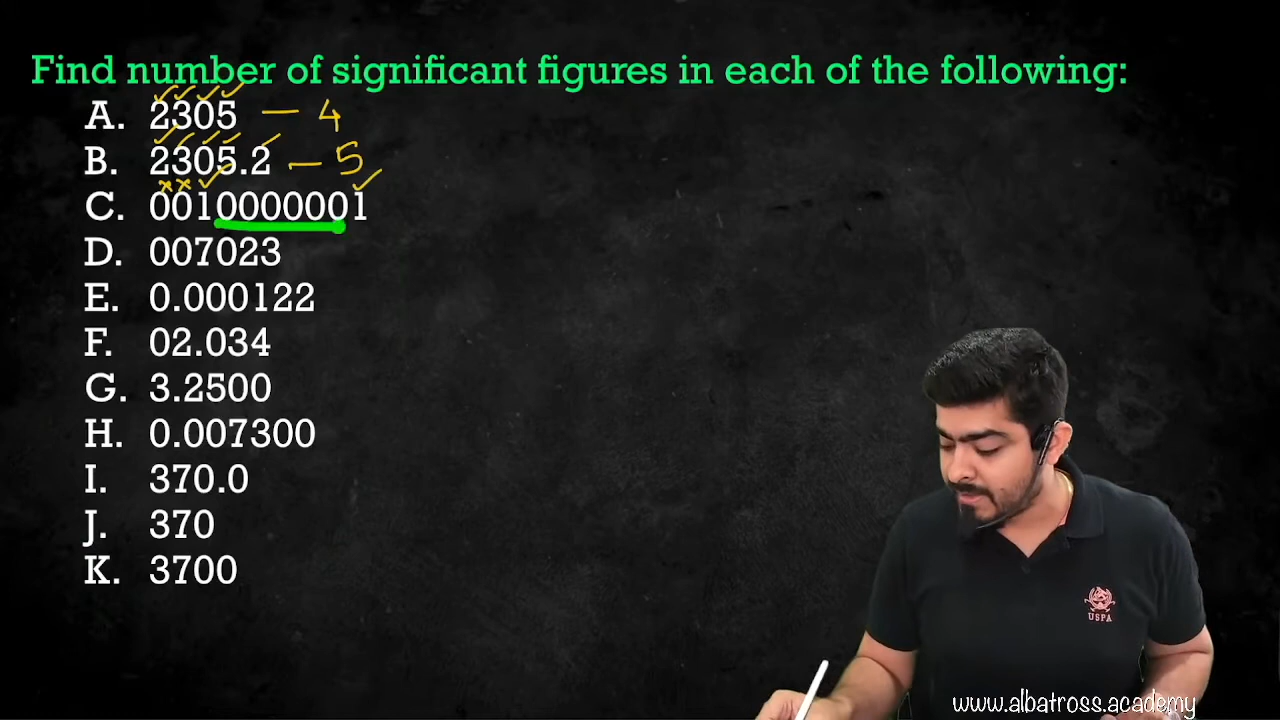 Find number of significant figures in each of the following:
A. 2305 — 4
B. 2305.2 — 5
C. 0010000001
D. 007023
E. 0.000122
F. 02.034
G. 3.2500
H. 0.007300
I. 370.0
J. 370
K. 3700
USPA
www.albatross.academy